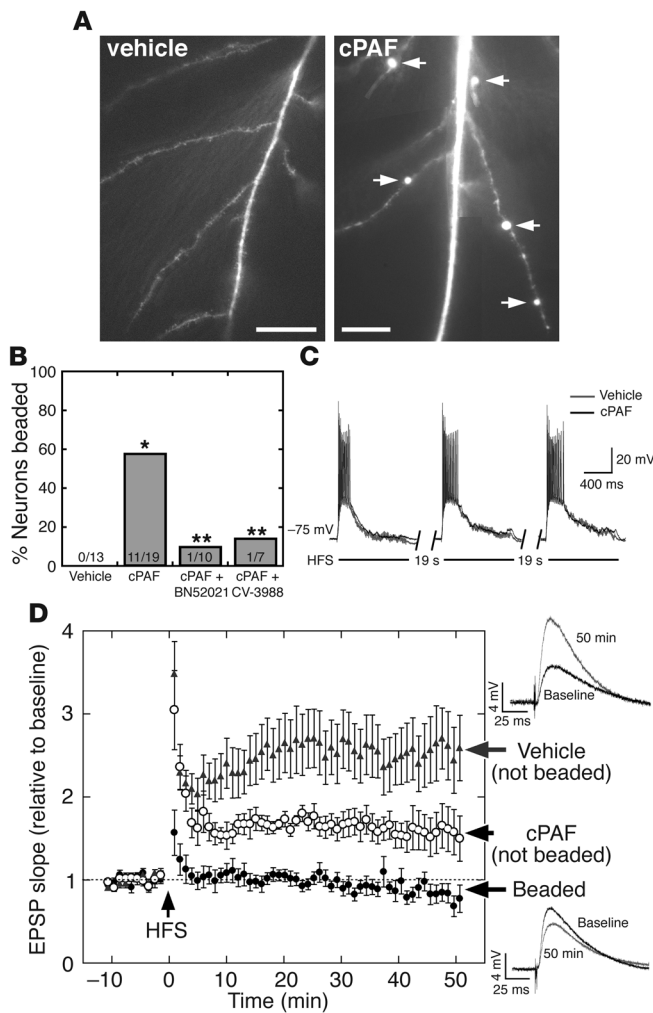 A
vehicle
cPAF
B
% Neurons beaded
100
80
60
40
20
0
*
**
**
0/13
11/19
1/10
1/7
Vehicle
cPAF
cPAF +
BN52021
cPAF +
CV-3988
C
Vehicle
cPAF
20 mV
400 ms
–75 mV
HFS
19 s
19 s
D
EPSP slope (relative to baseline)
4
3
2
1
0
–10
0
10
20
30
40
50
Time (min)
HFS
50 min
Baseline
4 mV
25 ms
Vehicle
(not beaded)
cPAF
(not beaded)
Beaded
Baseline
50 min
4 mV
25 ms